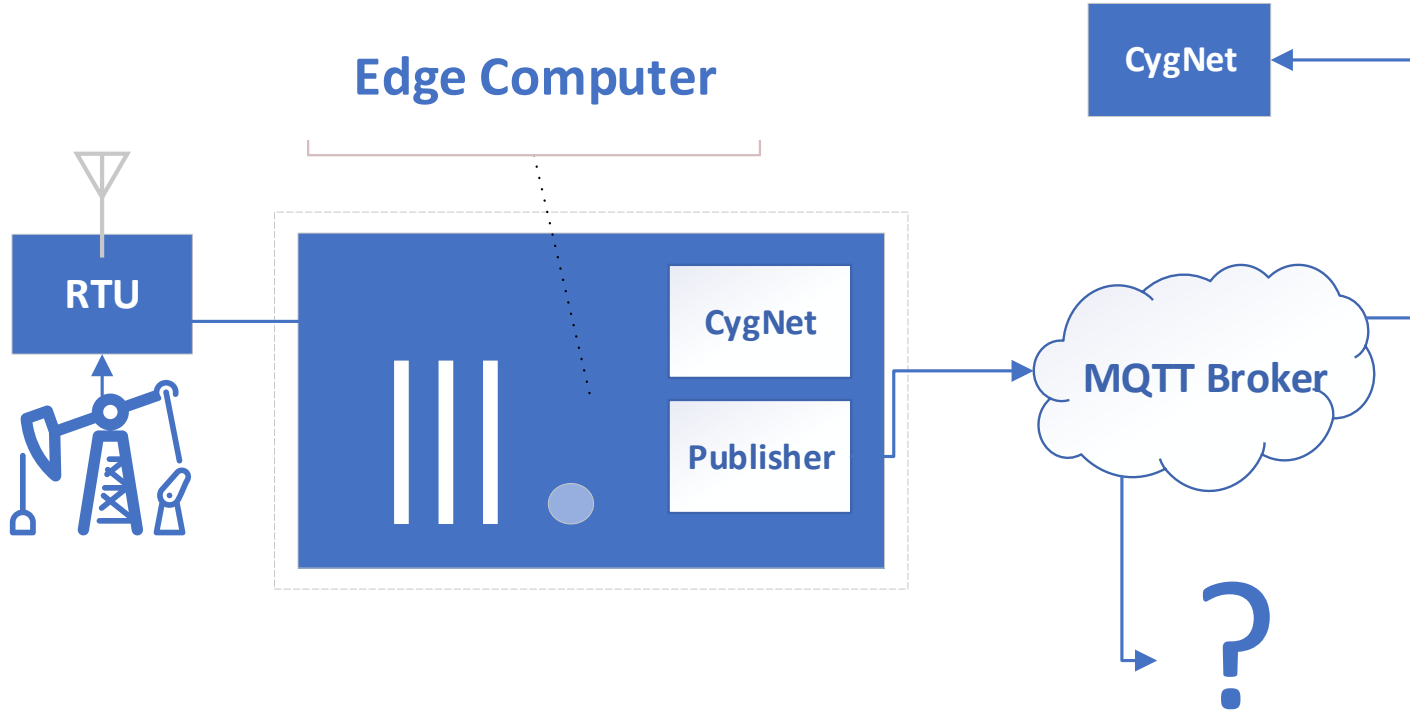 Edge Computer
CygNet
RTU
CygNet
Publisher
MQTT Broker
?